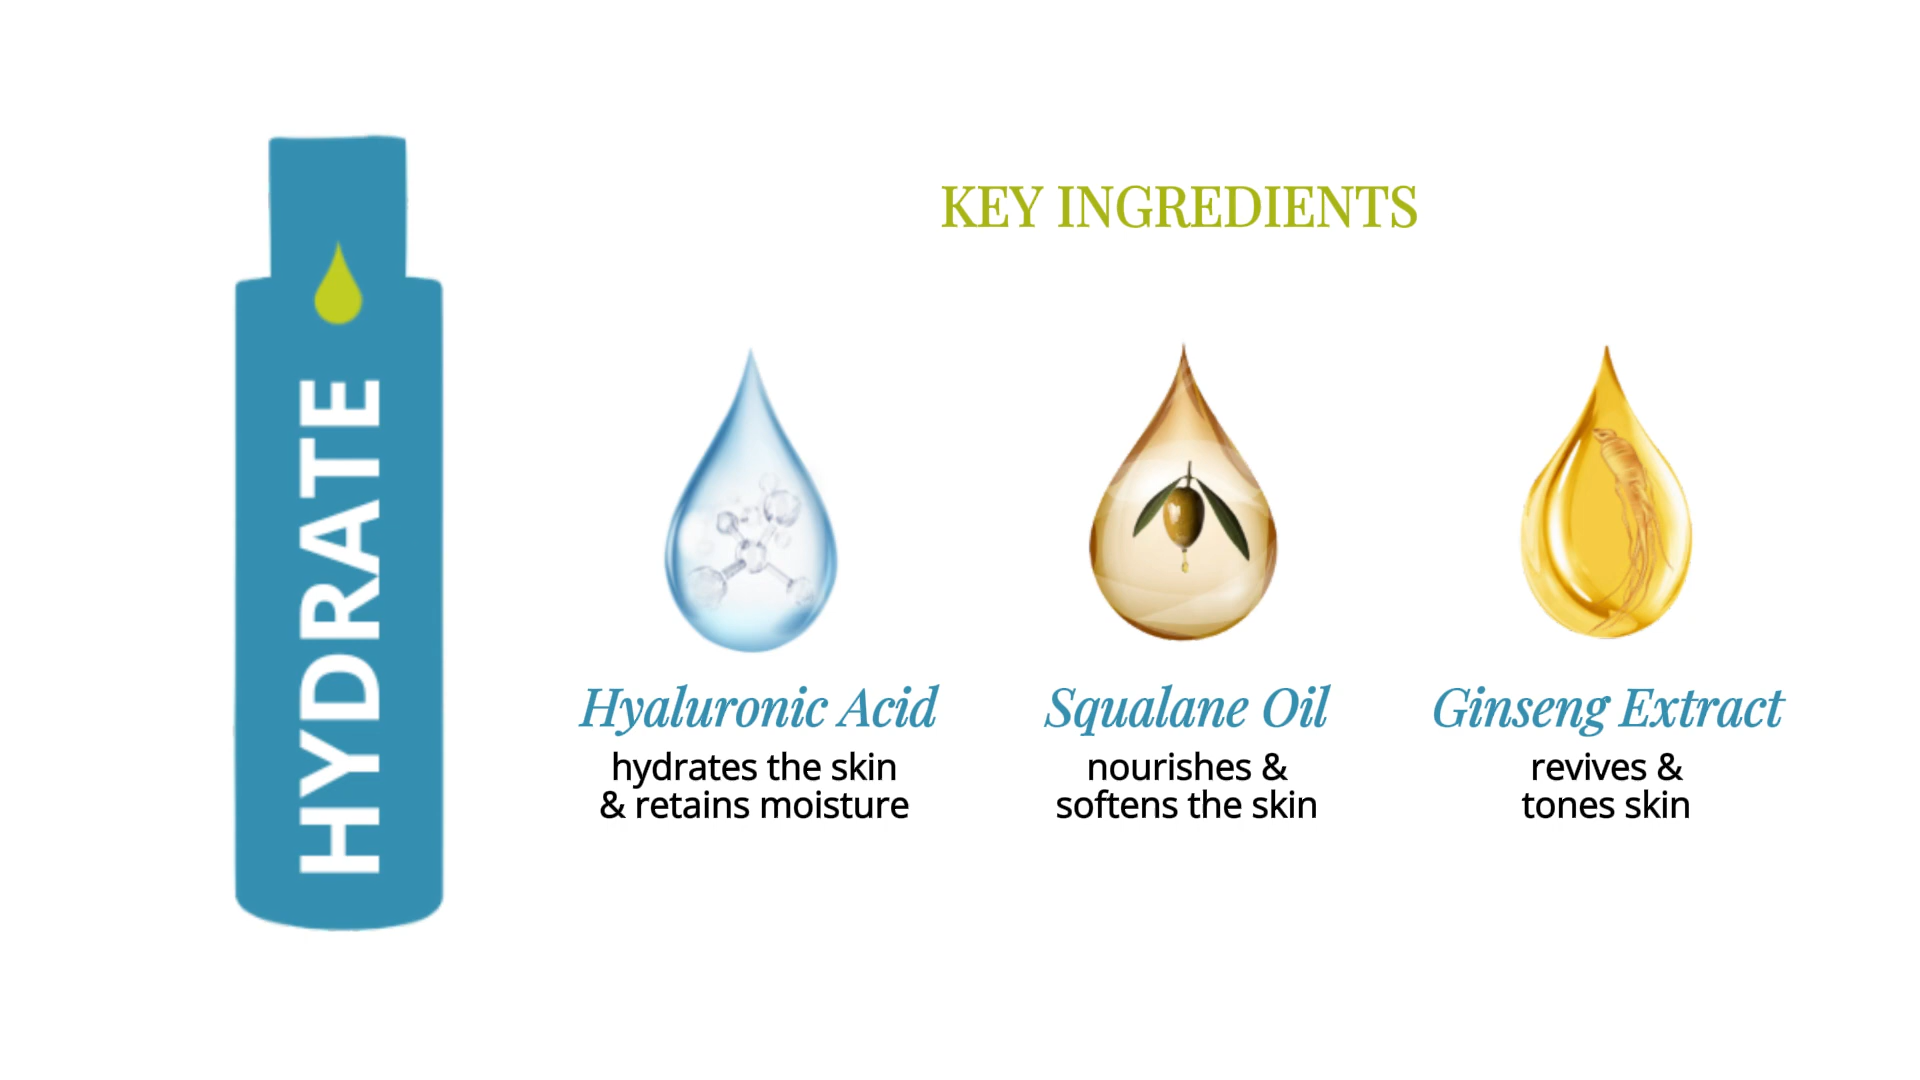 HYDRATE
KEY INGREDIENTS
Hyaluronic Acid
hydrates the skin
& retains moisture
Squalane Oil
nourishes &
softens the skin
Ginseng Extract
revives &
tones skin